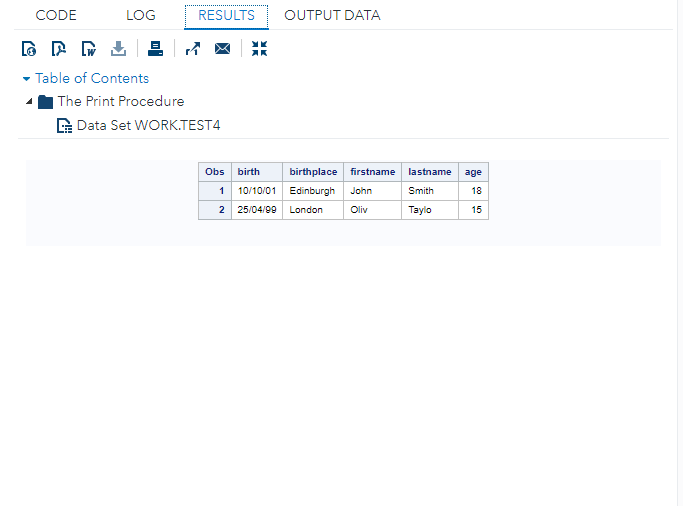 CODE LOG RESULTS OUTPUT DATA
Table of Contents
The Print Procedure
Data Set WORK.TEST4
Obs birth birthplace firstname lastname age
1 10/10/01 Edinburgh John Smith 18
2 25/04/99 London Oliv Taylo 15